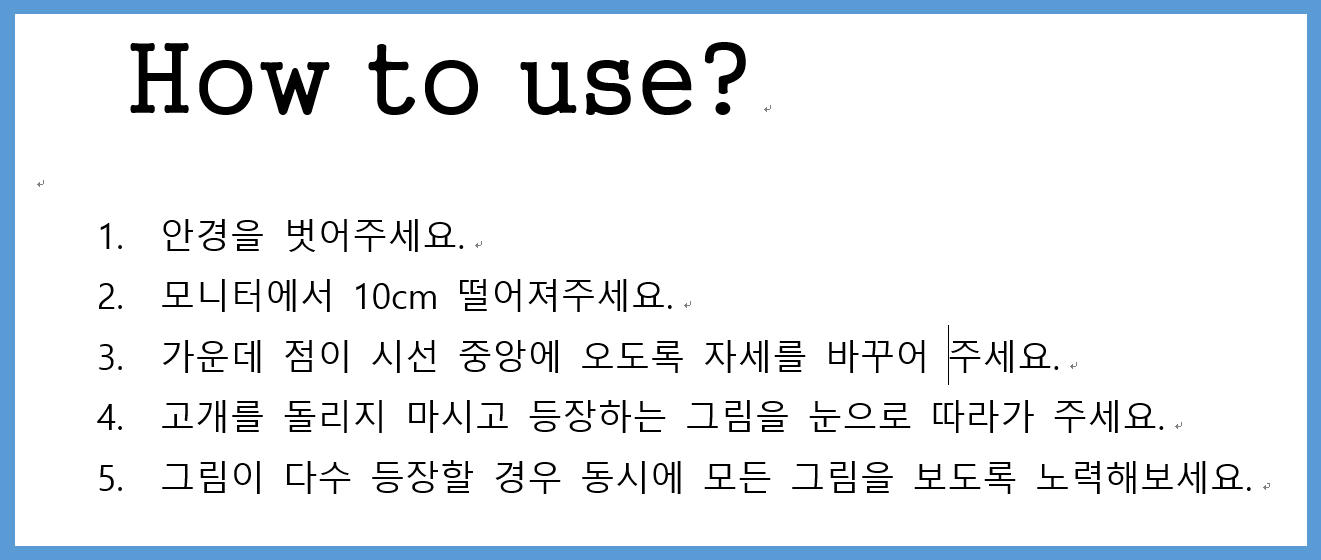 How to use?
1. 안경을 벗어주세요.
2. 모니터에서 10cm 떨어져주세요.
3. 가운데 점이 시선 중앙에 오도록 자세를 바꾸어 주세요.
4. 고개를 돌리지 마시고 등장하는 그림을 눈으로 따라가 주세요.
5. 그림이 다수 등장할 경우 동시에 모든 그림을 보도록 노력해보세요.